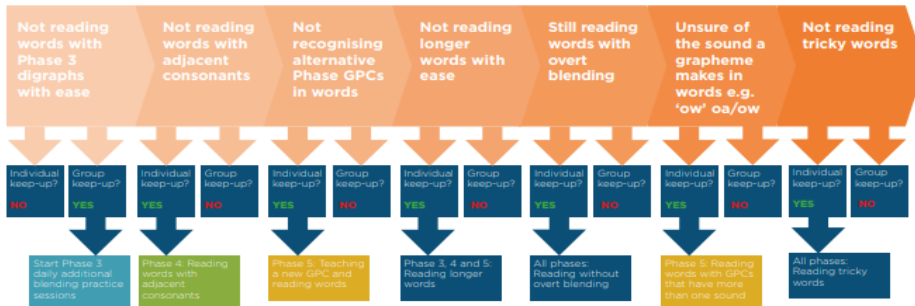 Not reading
words with
Phase 3
digraphs
with ease
Not reading
words with
adjacent
consonants
Not
recognising
alternative
Phase GPCs
in words
Not reading
longer
words with
ease
Still reading
words with
overt
blending
Unsure of
the sound a
grapheme
makes in
words e.g.
‘ow’ oa/ow
Not reading
tricky words
Individual
keep-up?
NO
Group
keep-up?
YES
Individual
keep-up?
YES
Group
keep-up?
NO
Individual
keep-up?
YES
Group
keep-up?
NO
Individual
keep-up?
YES
Group
keep-up?
NO
Individual
keep-up?
YES
Group
keep-up?
NO
Individual
keep-up?
YES
Group
keep-up?
NO
Individual
keep-up?
YES
Group
keep-up?
NO
Start Phase 3
daily additional
blending practice
sessions
Phase 4: Reading
words with
adjacent
consonants
Phase 5: Teaching
a new GPC and
reading words
Phase 3, 4 and 5:
Reading longer
words
All phases:
Reading without
overt blending
Phase 5: Reading
words with GPCs
that have more
than one sound
All phases:
Reading tricky
words